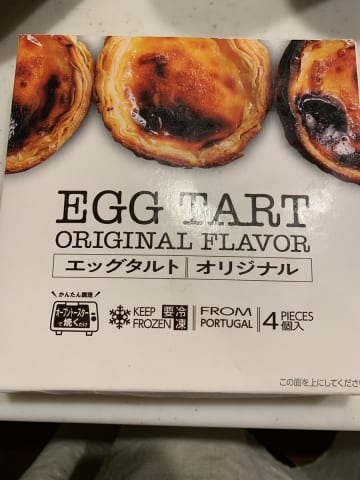 EGG TART
ORIGINAL FLAVOR
エッグタルト オリジナル
かんたん調理
オーブントースター
で焼くだけ
KEEP FROZEN
要冷凍
FROM PORTUGAL
4 PIECES 個入
この面を上にしてくださ